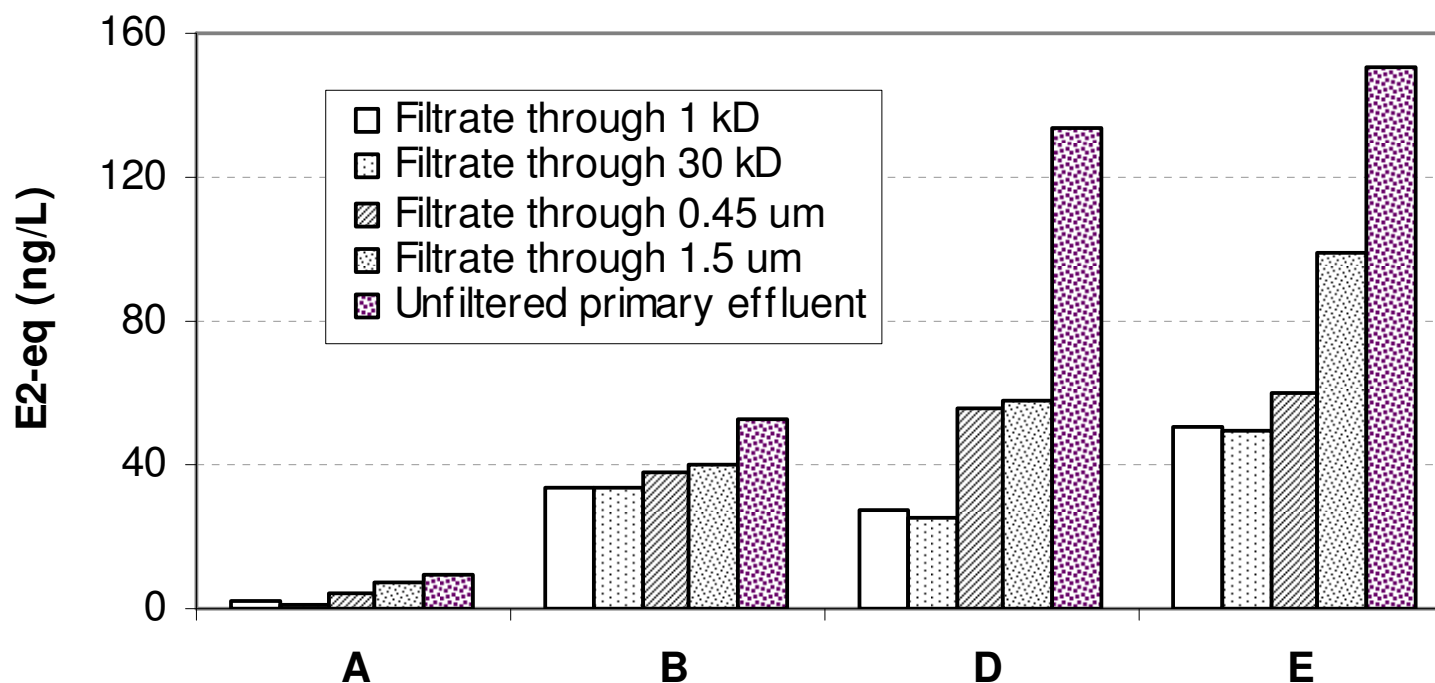 160
120
80
40
0
E2-eq (ng/L)
Filtrate through 1 kD
Filtrate through 30 kD
Filtrate through 0.45 um
Filtrate through 1.5 um
Unfiltered primary effluent
A B D E